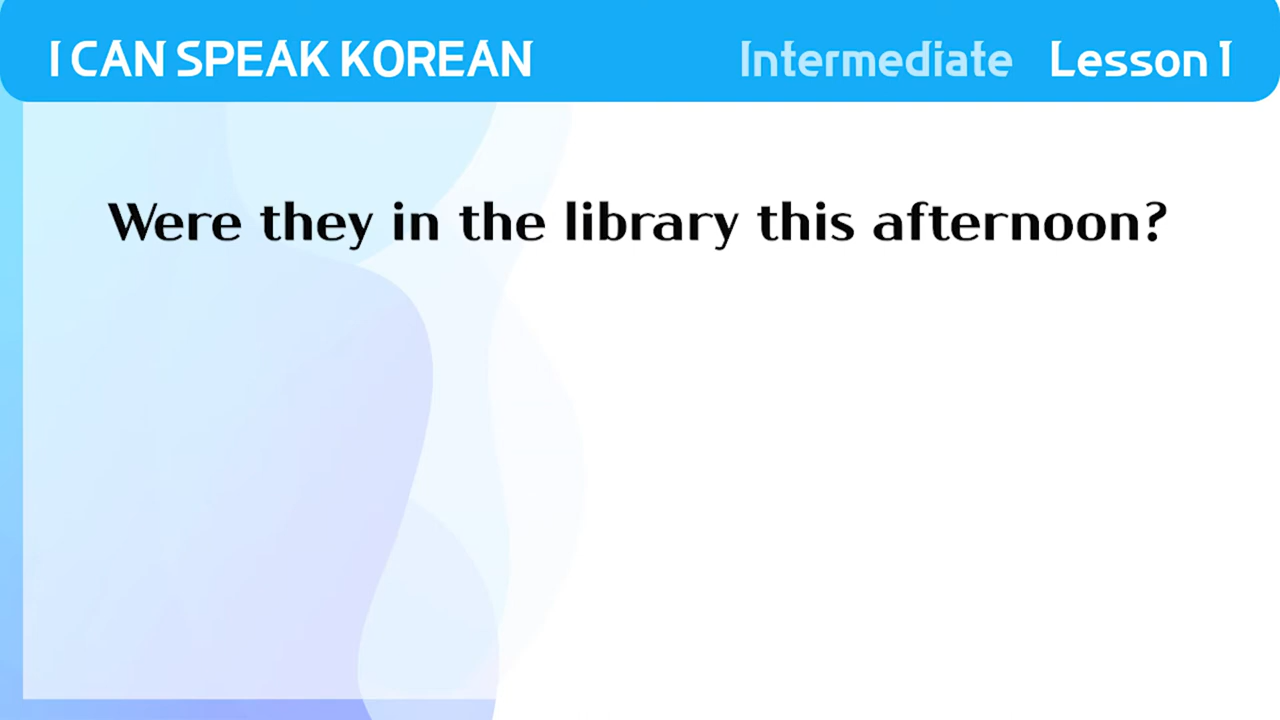 I CAN SPEAK KOREAN Intermediate Lesson 1
Were they in the library this afternoon?